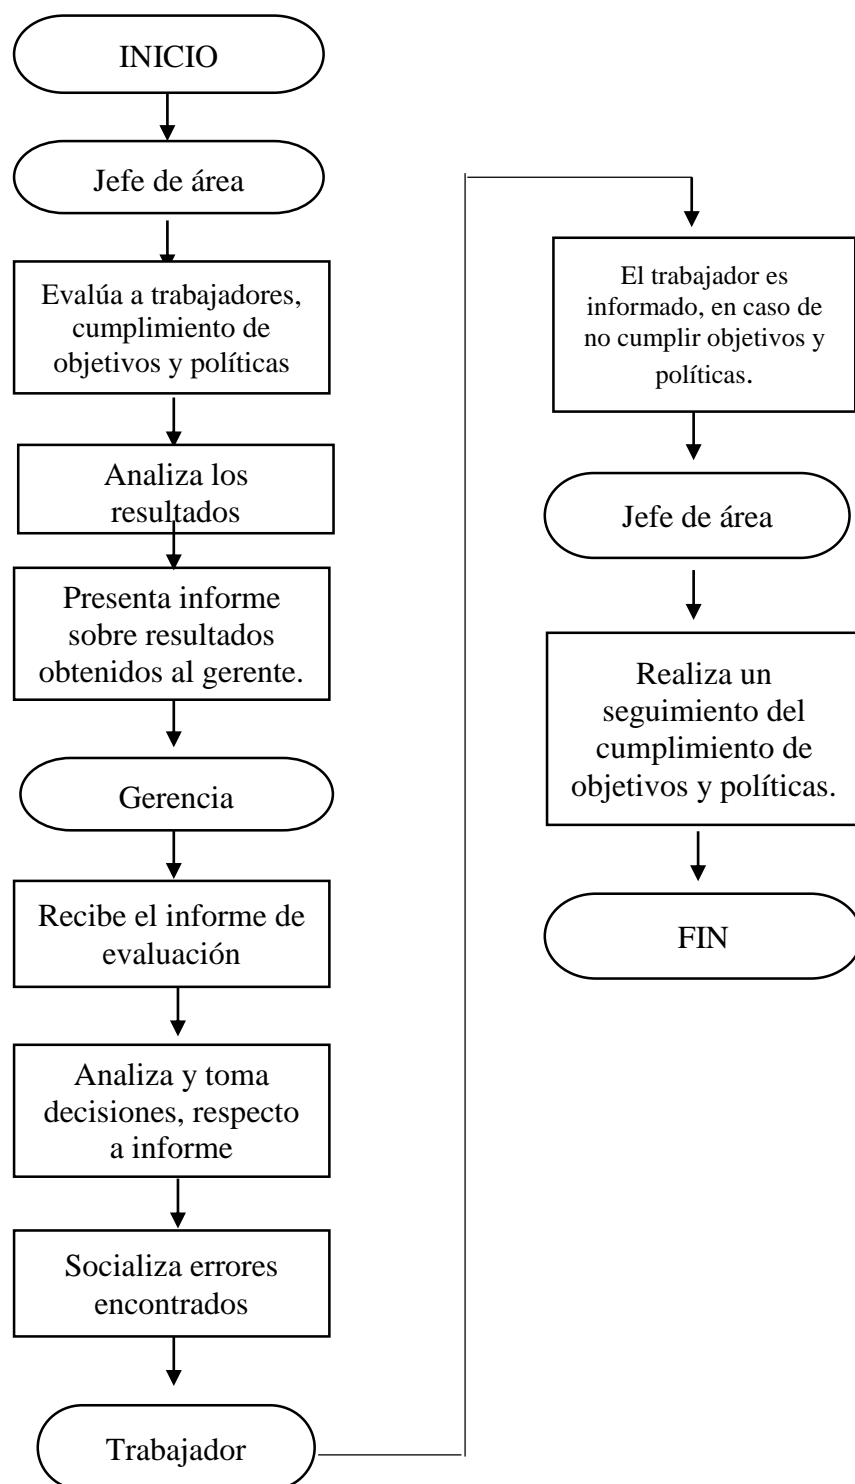 INICIO
Jefe de área
Evalúa a trabajadores,
cumplimiento de
objetivos y políticas
Analiza los
resultados
Presenta informe
sobre resultados
obtenidos al gerente.
Gerencia
Recibe el informe de
evaluación
Analiza y toma
decisiones, respecto
a informe
Socializa errores
encontrados
Trabajador
El trabajador es
informado, en caso de
no cumplir objetivos y
políticas.
Jefe de área
Realiza un
seguimiento del
cumplimiento de
objetivos y políticas.
FIN